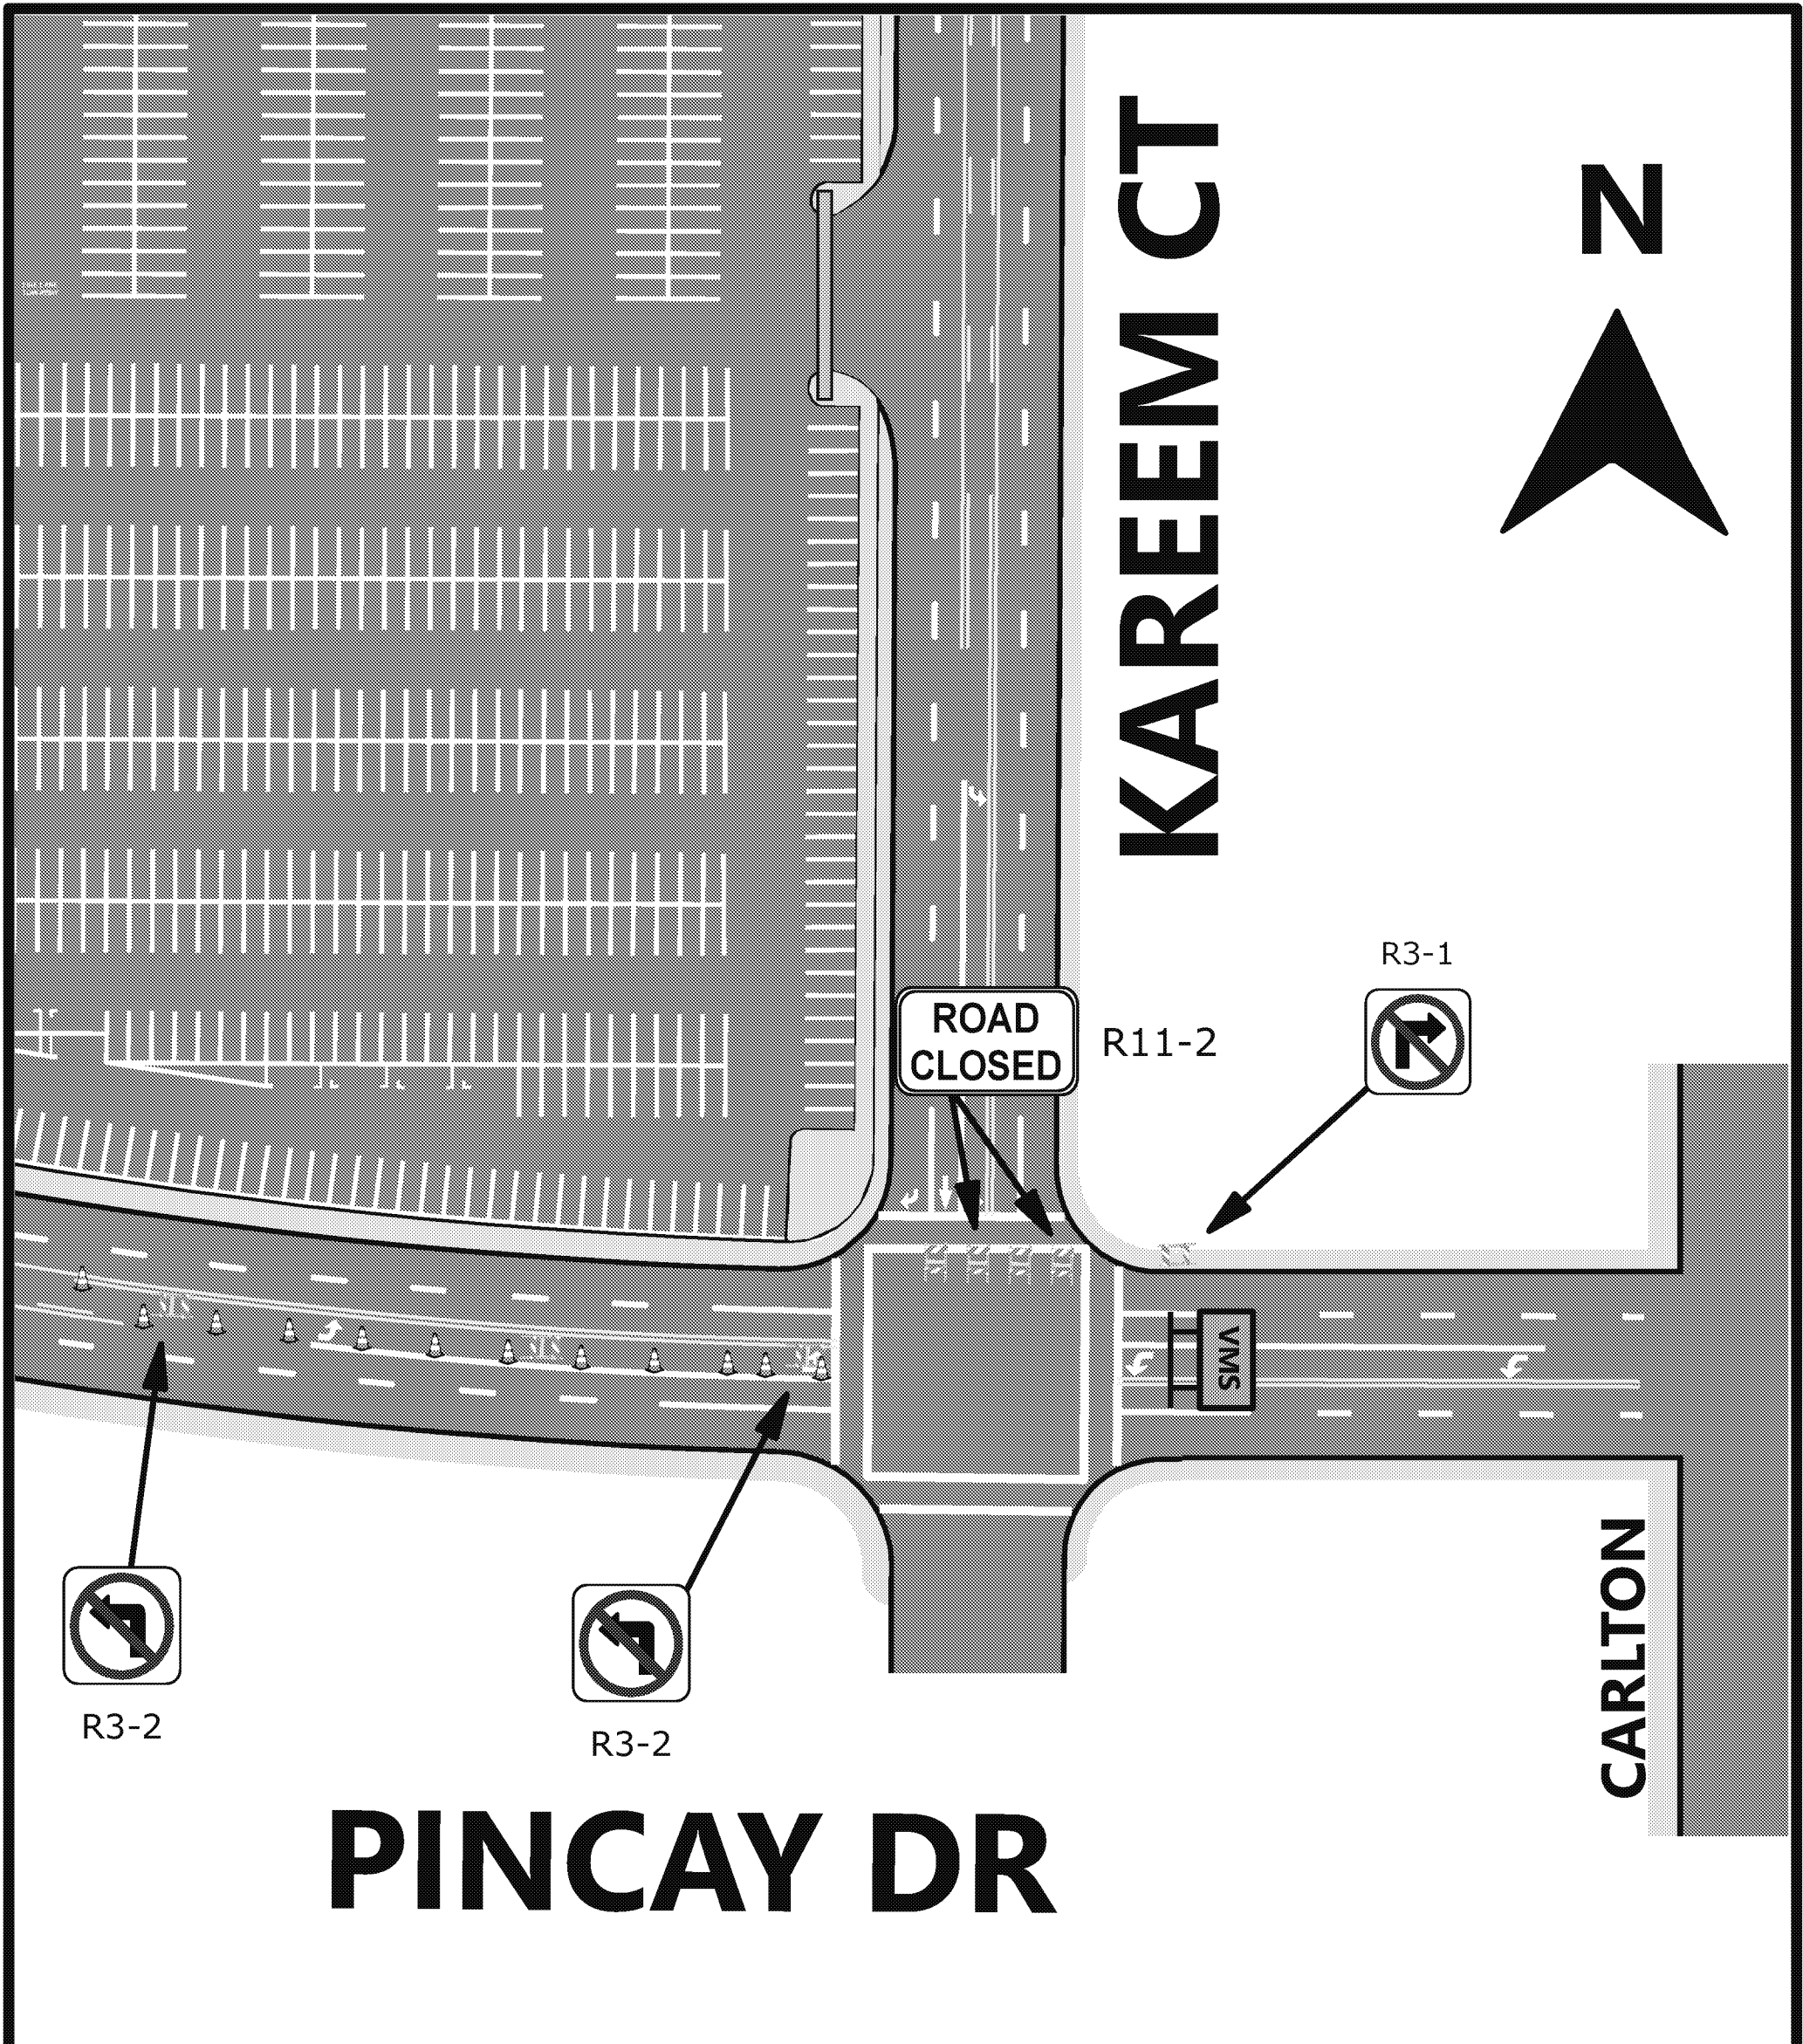 KAREEM CT
N
R3-1
ROAD
CLOSED
R11-2
VMS
R3-2
R3-2
CARLTON
PINCAY DR